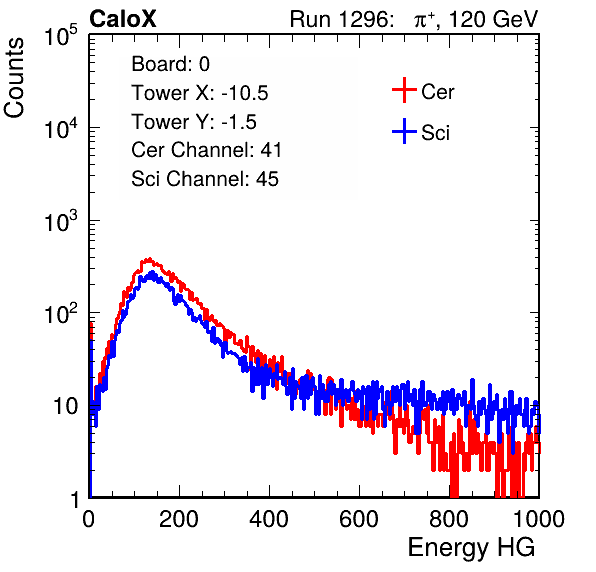 CaloX Run 1296: π⁺, 120 GeV
Counts
10⁵
10⁴
10³
10²
10
1
Board: 0
Tower X: -10.5
Tower Y: -1.5
Cer Channel: 41
Sci Channel: 45
Cer
Sci
0 200 400 600 800 1000
Energy HG